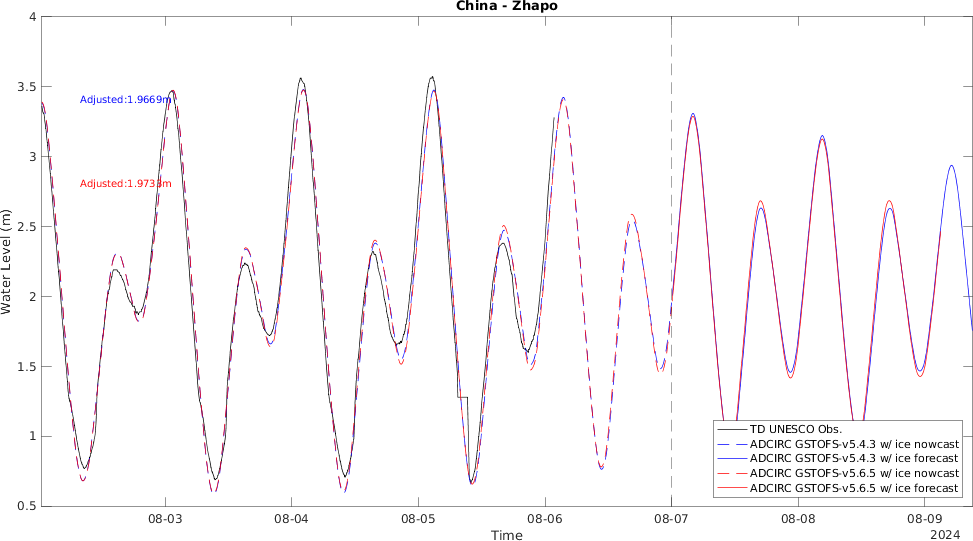 China - Zhapo
4
3.5
3
2.5
2
1.5
1
0.5
Water Level (m)
Adjusted:1.9669m
Adjusted:1.9733m
TD UNESCO Obs.
ADCIRC GSTOFS-v5.4.3 w/ ice nowcast
ADCIRC GSTOFS-v5.4.3 w/ ice forecast
ADCIRC GSTOFS-v5.6.5 w/ ice nowcast
ADCIRC GSTOFS-v5.6.5 w/ ice forecast
08-03 08-04 08-05 08-06 08-07 08-08 08-09
Time
2024